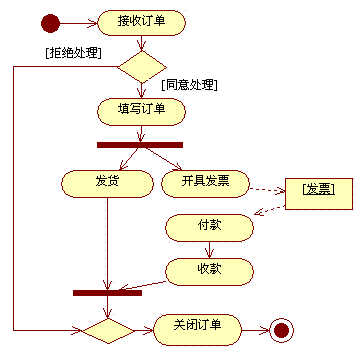 接收订单
[拒绝处理]
[同意处理]
填写订单
发货
开具发票
[发票]
付款
收款
关闭订单